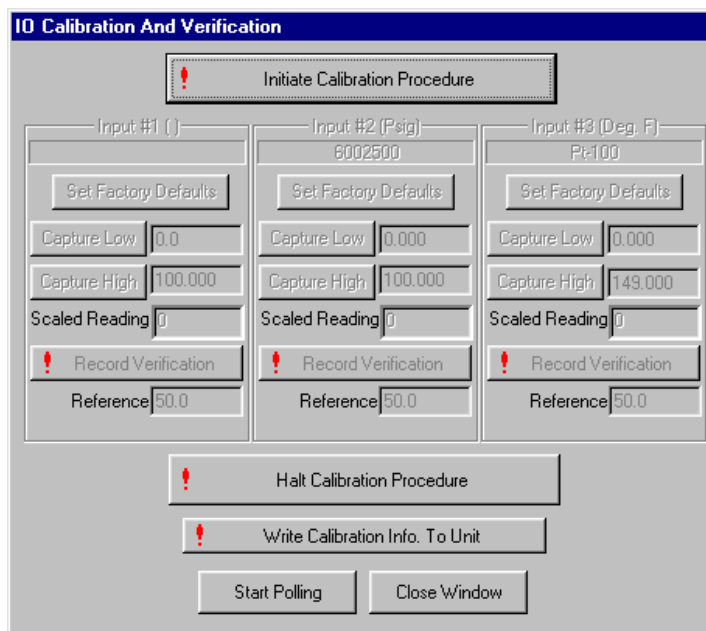 IO Calibration And Verification
Initiate Calibration Procedure
Input #1 ( )
Set Factory Defaults
Capture Low 0.0
Capture High 100.000
Scaled Reading 0
Record Verification
Reference 50.0
Input #2 (Psig)
6002500
Set Factory Defaults
Capture Low 0.000
Capture High 100.000
Scaled Reading 0
Record Verification
Reference 50.0
Input #3 (Deg. F)
Pt-100
Set Factory Defaults
Capture Low 0.000
Capture High 149.000
Scaled Reading 0
Record Verification
Reference 50.0
Halt Calibration Procedure
Write Calibration Info. To Unit
Start Polling
Close Window